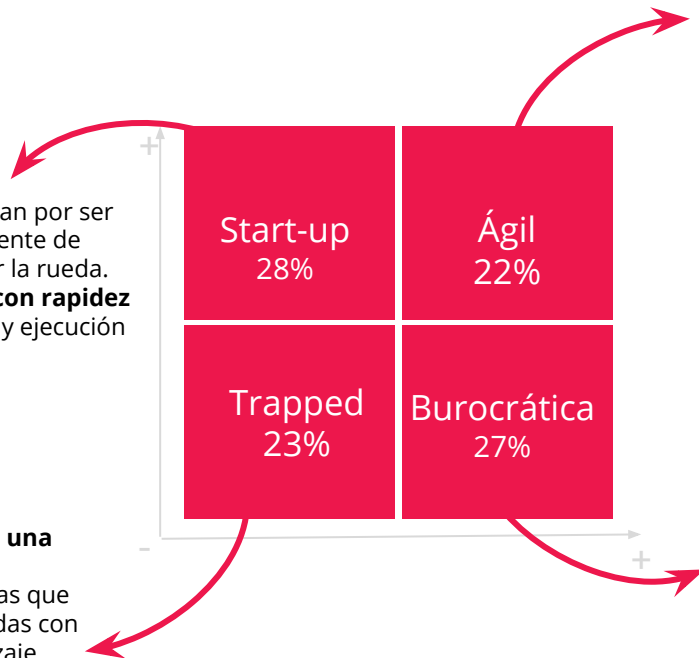 +
an por ser
ente de
r la rueda.
con rapidez
y ejecución
Start-up
28%
Ágil
22%
Trapped
23%
Burocrática
27%
una
as que
das con
zaje
-
+